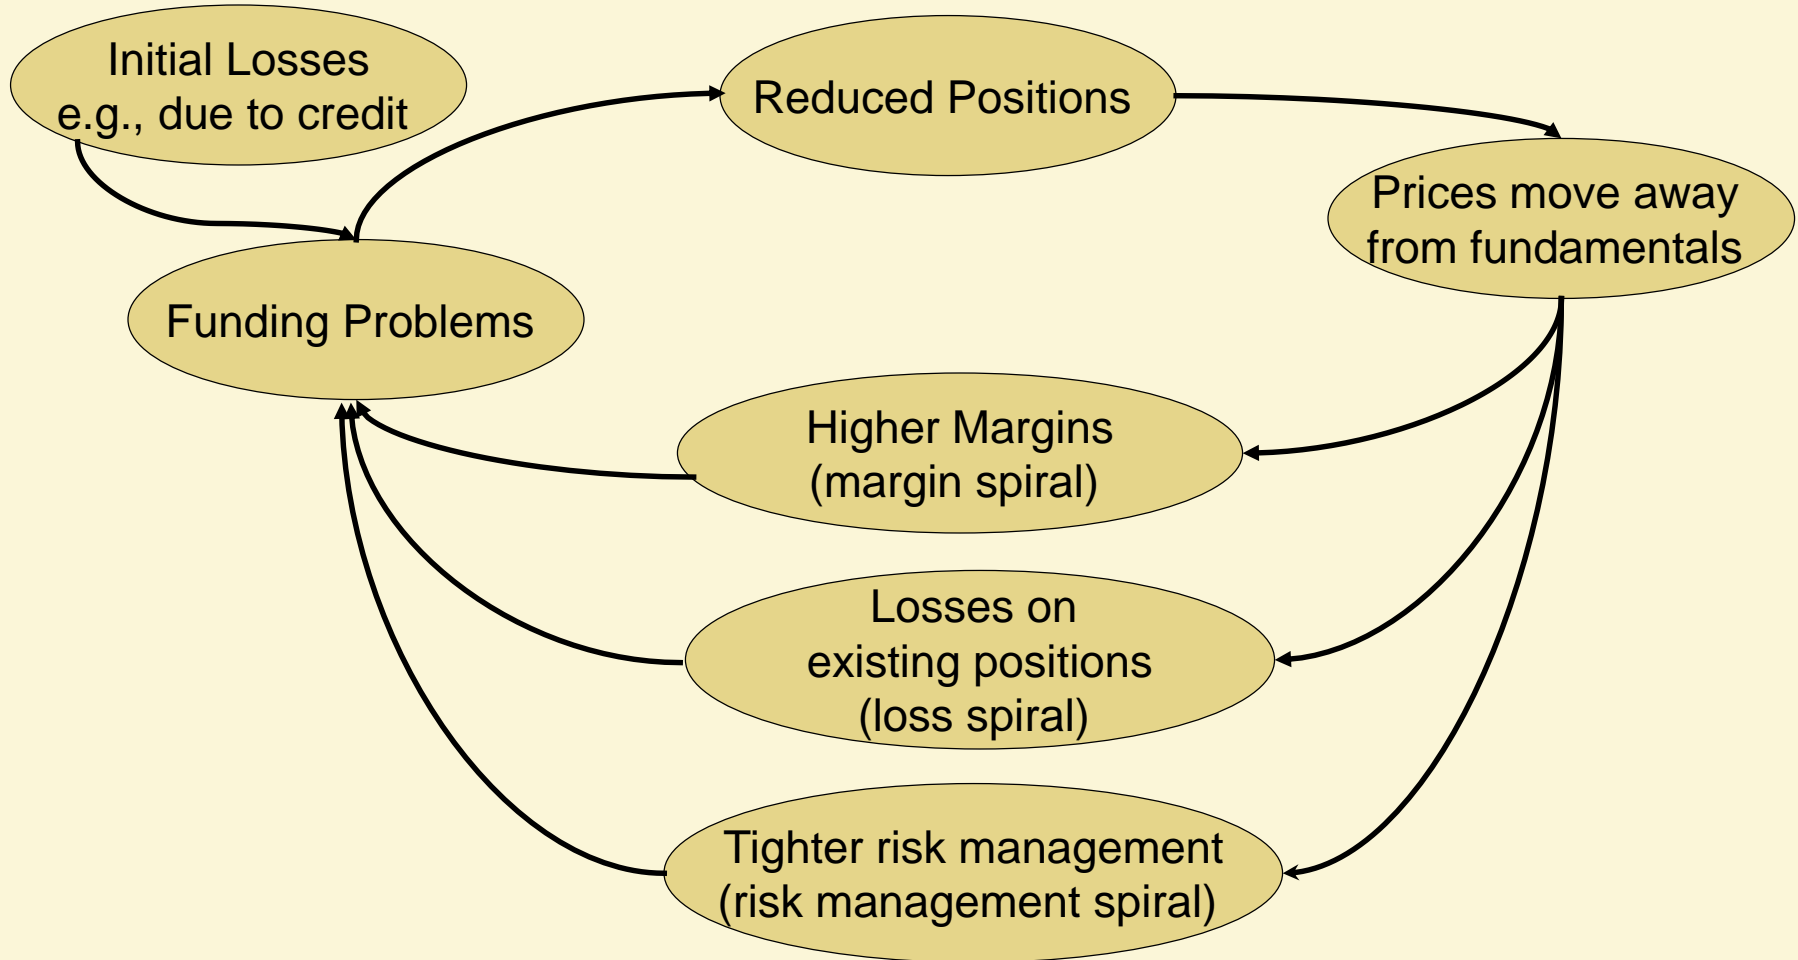 Initial Losses
e.g., due to credit
Reduced Positions
Prices move away
from fundamentals
Funding Problems
Higher Margins
(margin spiral)
Losses on
existing positions
(loss spiral)
Tighter risk management
(risk management spiral)